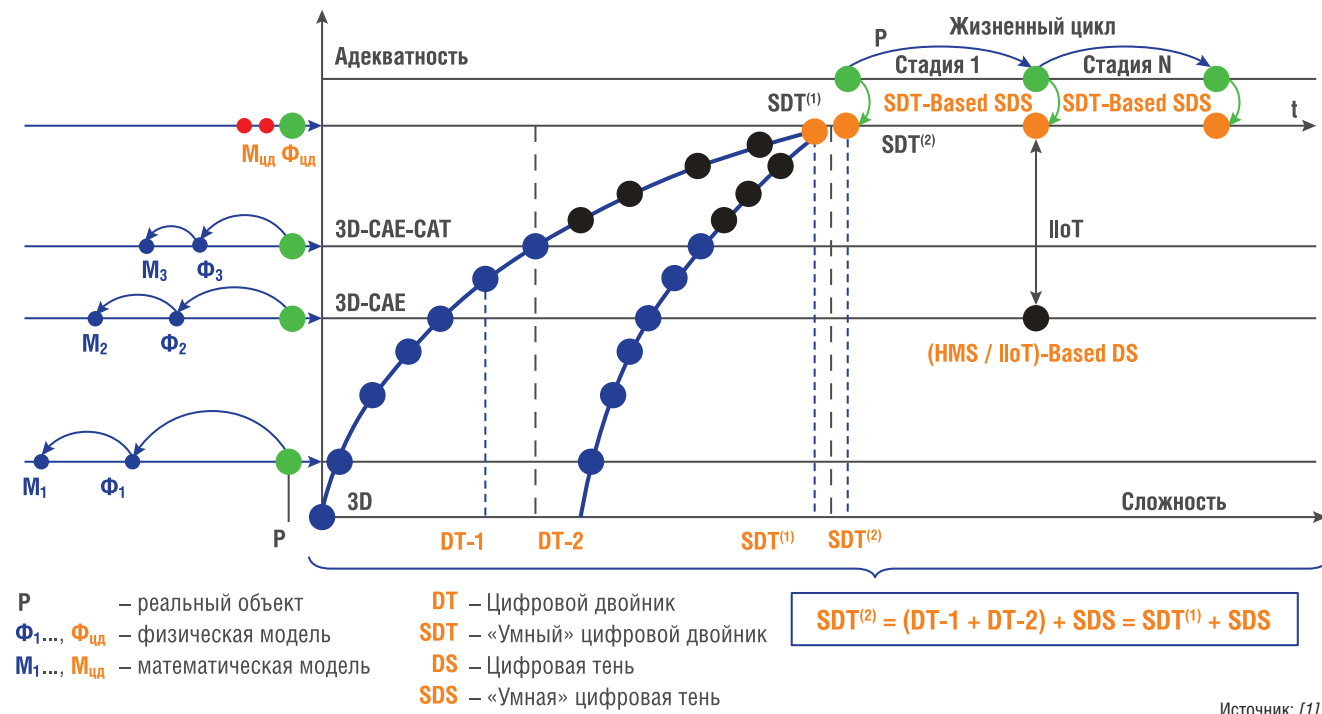 Адекватность
P
Жизненный цикл
Стадия 1
Стадия N
SDT(1)
SDT-Based SDS
SDT-Based SDS
t
SDT(2)
Mцд Фцд
3D-CAE-CAT
IIoT
M3
Ф3
3D-CAE
M2
Ф2
(HMS / IIoT)-Based DS
M1
Ф1
3D
Сложность
P
DT-1
DT-2
SDT(1)
SDT(2)
P – реальный объект
Ф1..., Фцд – физическая модель
M1..., Mцд – математическая модель
DT – Цифровой двойник
SDT – «Умный» цифровой двойник
DS – Цифровая тень
SDS – «Умная» цифровая тень
SDT(2) = (DT-1 + DT-2) + SDS = SDT(1) + SDS
Источник: [1]